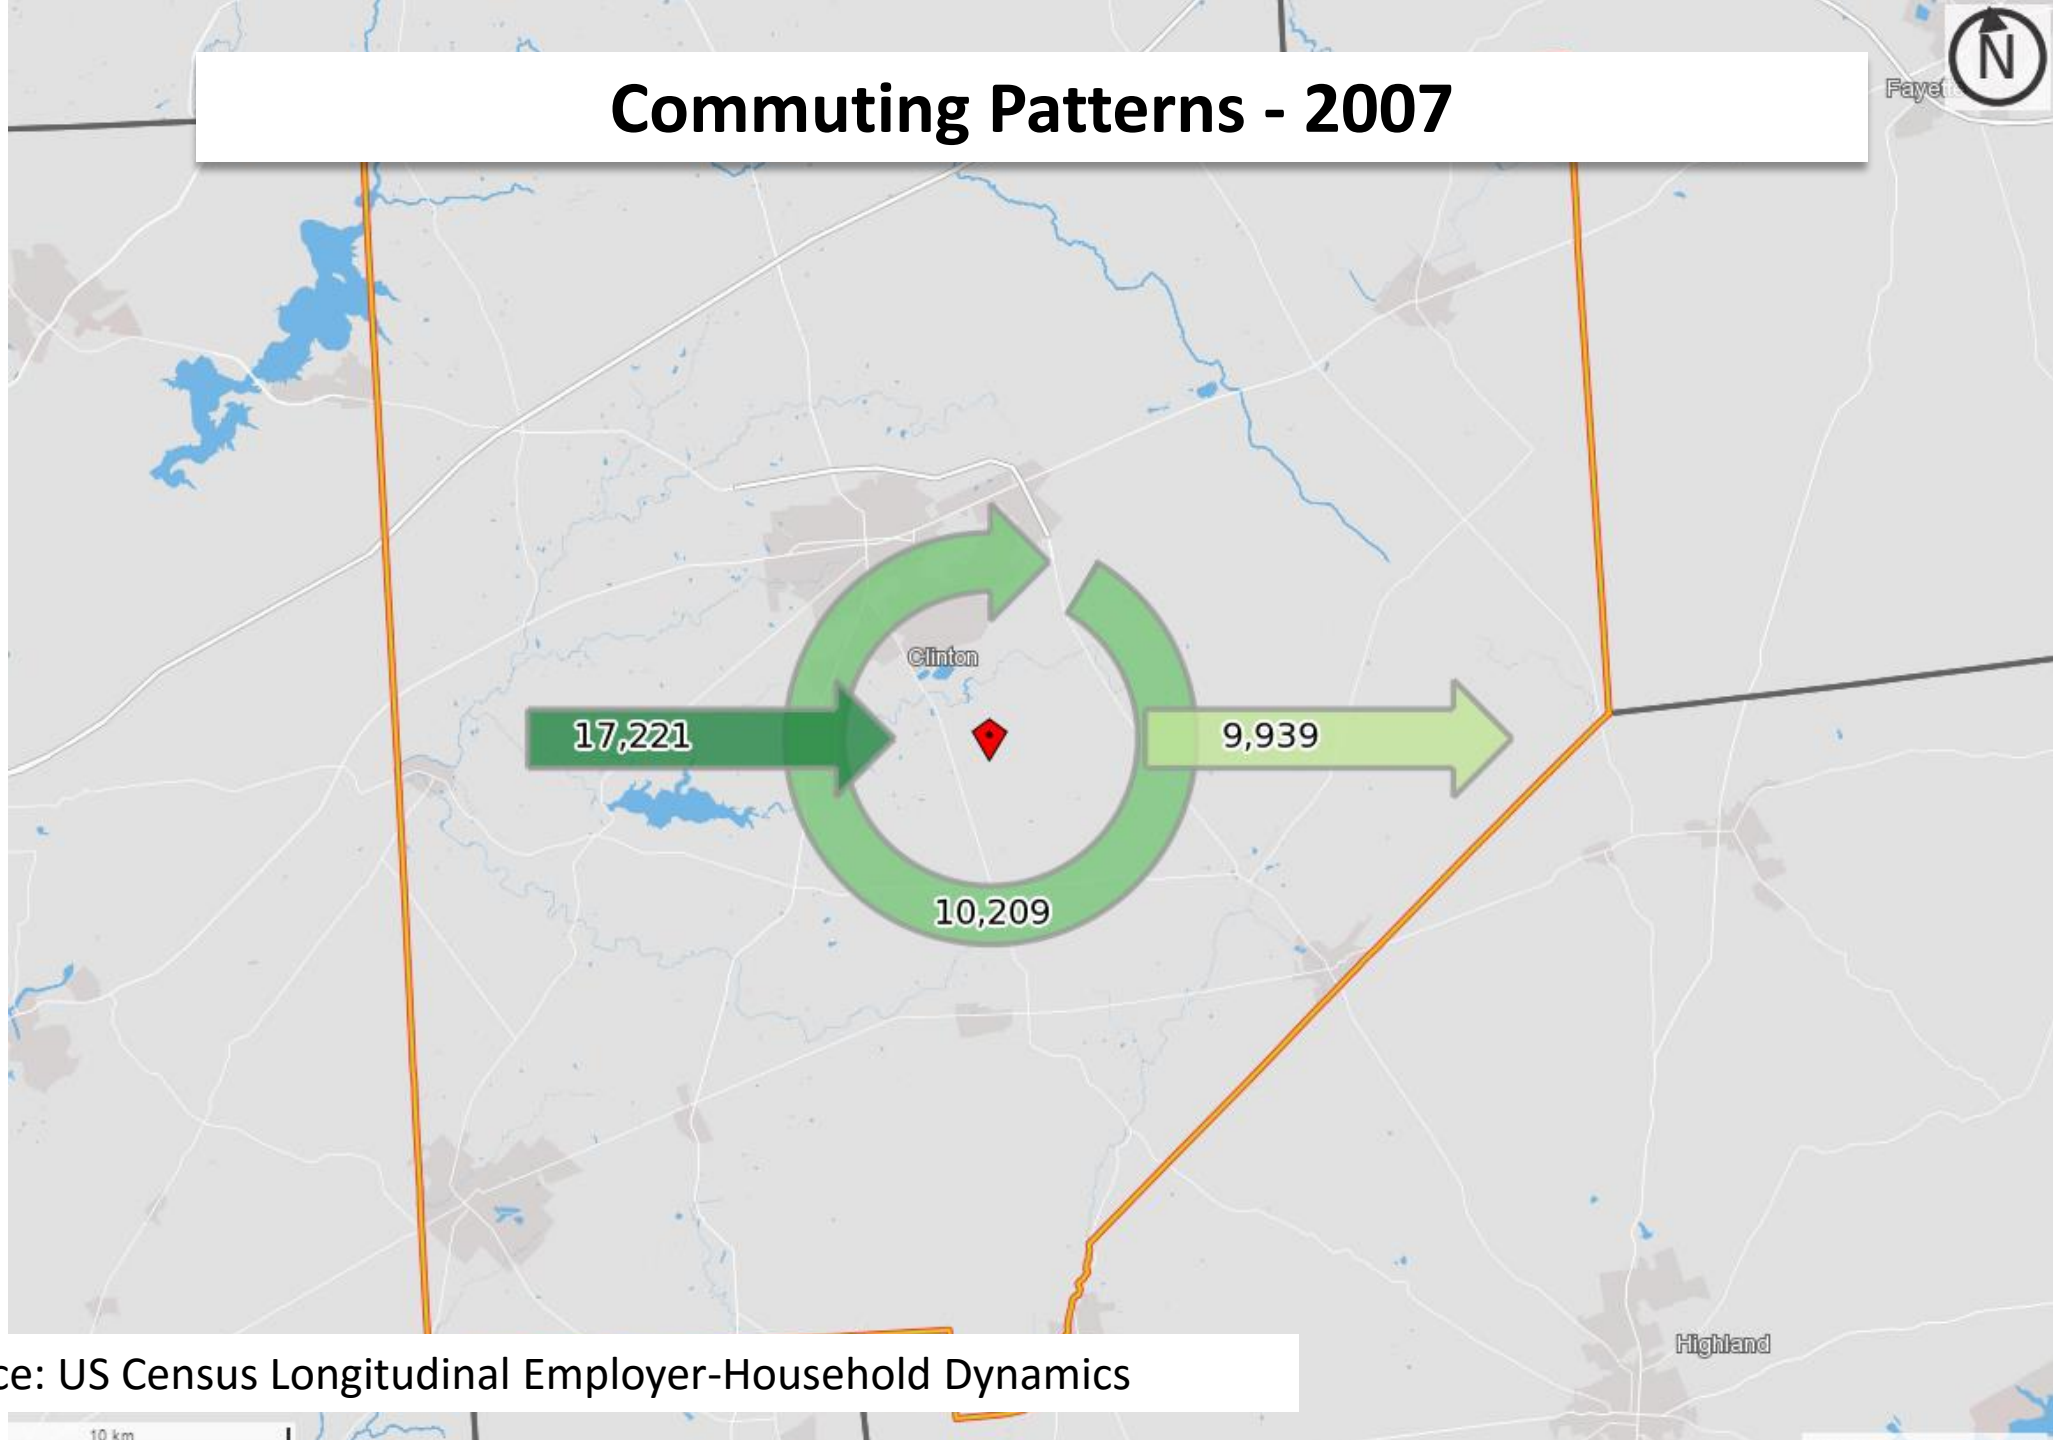 Commuting Patterns - 2007
N
Clinton
17,221
9,939
10,209
Highland
ce: US Census Longitudinal Employer-Household Dynamics
10 km